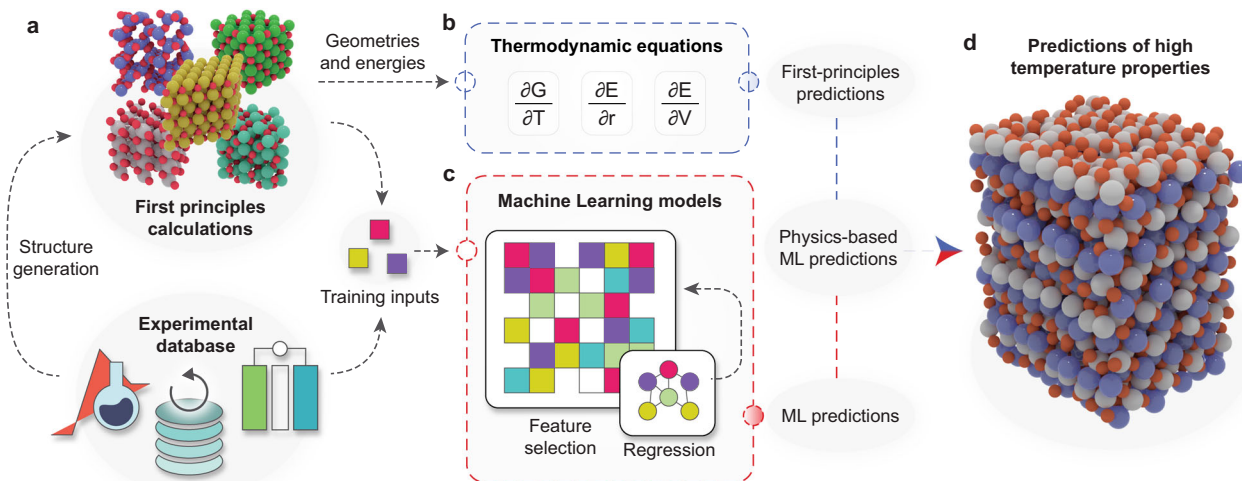 a
Geometries
and energies
First principles
calculations
Structure
generation
Experimental
database
Training inputs
b
Thermodynamic equations
∂G
∂T
∂E
∂r
∂E
∂V
c
Machine Learning models
Feature
selection
Regression
First-principles
predictions
Physics-based
ML predictions
ML predictions
d
Predictions of high
temperature properties